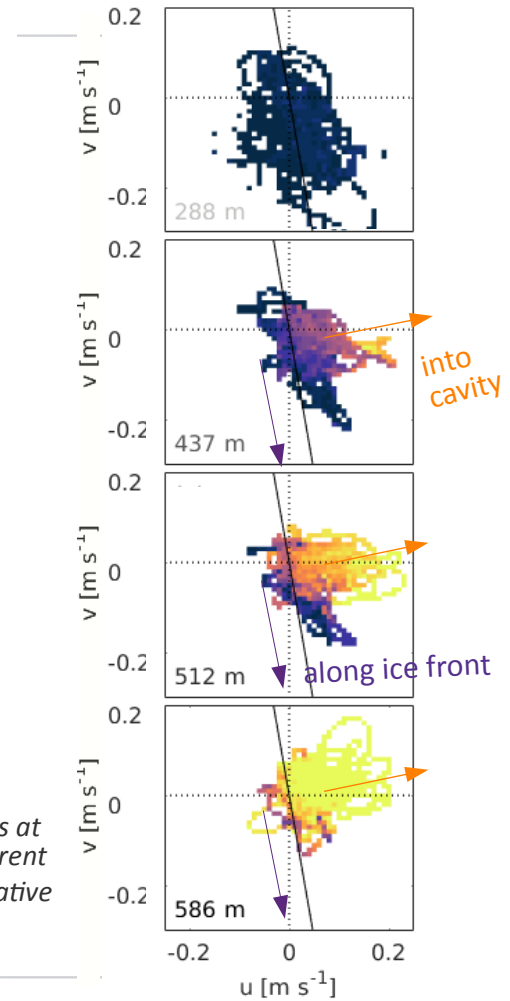 0.2
0
-0.2
v [m s⁻¹]
288 m
0.2
0
-0.2
v [m s⁻¹]
437 m
into
cavity
0.2
0
-0.2
v [m s⁻¹]
512 m
along ice front
0.2
0
-0.2
v [m s⁻¹]
586 m
s at
rent
ative
-0.2 0 0.2
u [m s⁻¹]